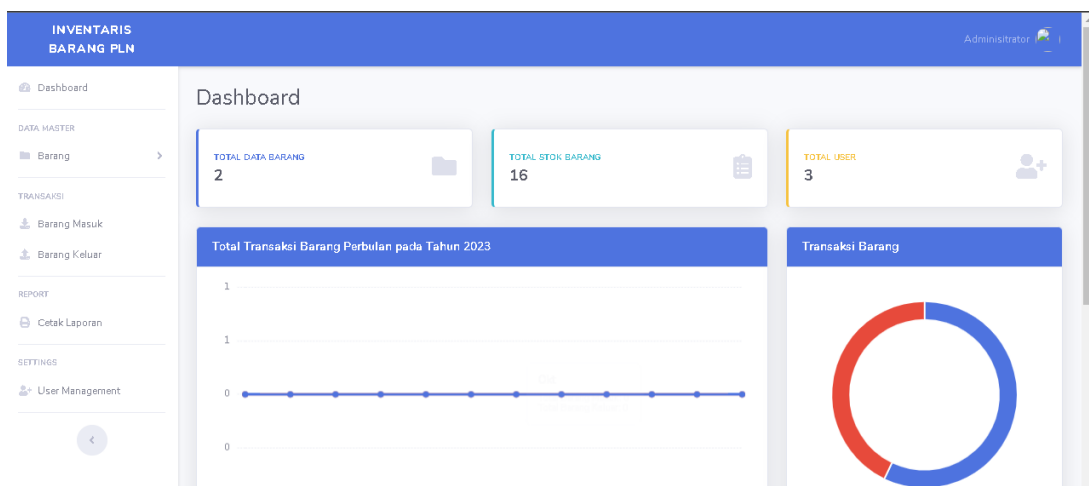 INVENTARIS
BARANG PLN
Adminisitrator
Dashboard
DATA MASTER
Barang
TRANSAKSI
Barang Masuk
Barang Keluar
REPORT
Cetak Laporan
SETTINGS
User Management
Dashboard
TOTAL DATA BARANG
2
TOTAL STOK BARANG
16
TOTAL USER
3
Total Transaksi Barang Perbulan pada Tahun 2023
1
1
0
0
Transaksi Barang